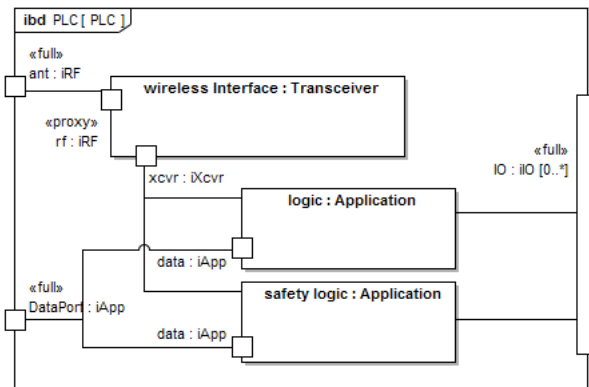 ibd PLC[ PLC ]
«full»
ant : iRF
wireless Interface : Transceiver
«proxy»
rf : iRF
«full»
IO : iIO [0..*]
xcvr : iXcvr
logic : Application
data : iApp
«full»
DataPort : iApp
safety logic : Application
data : iApp